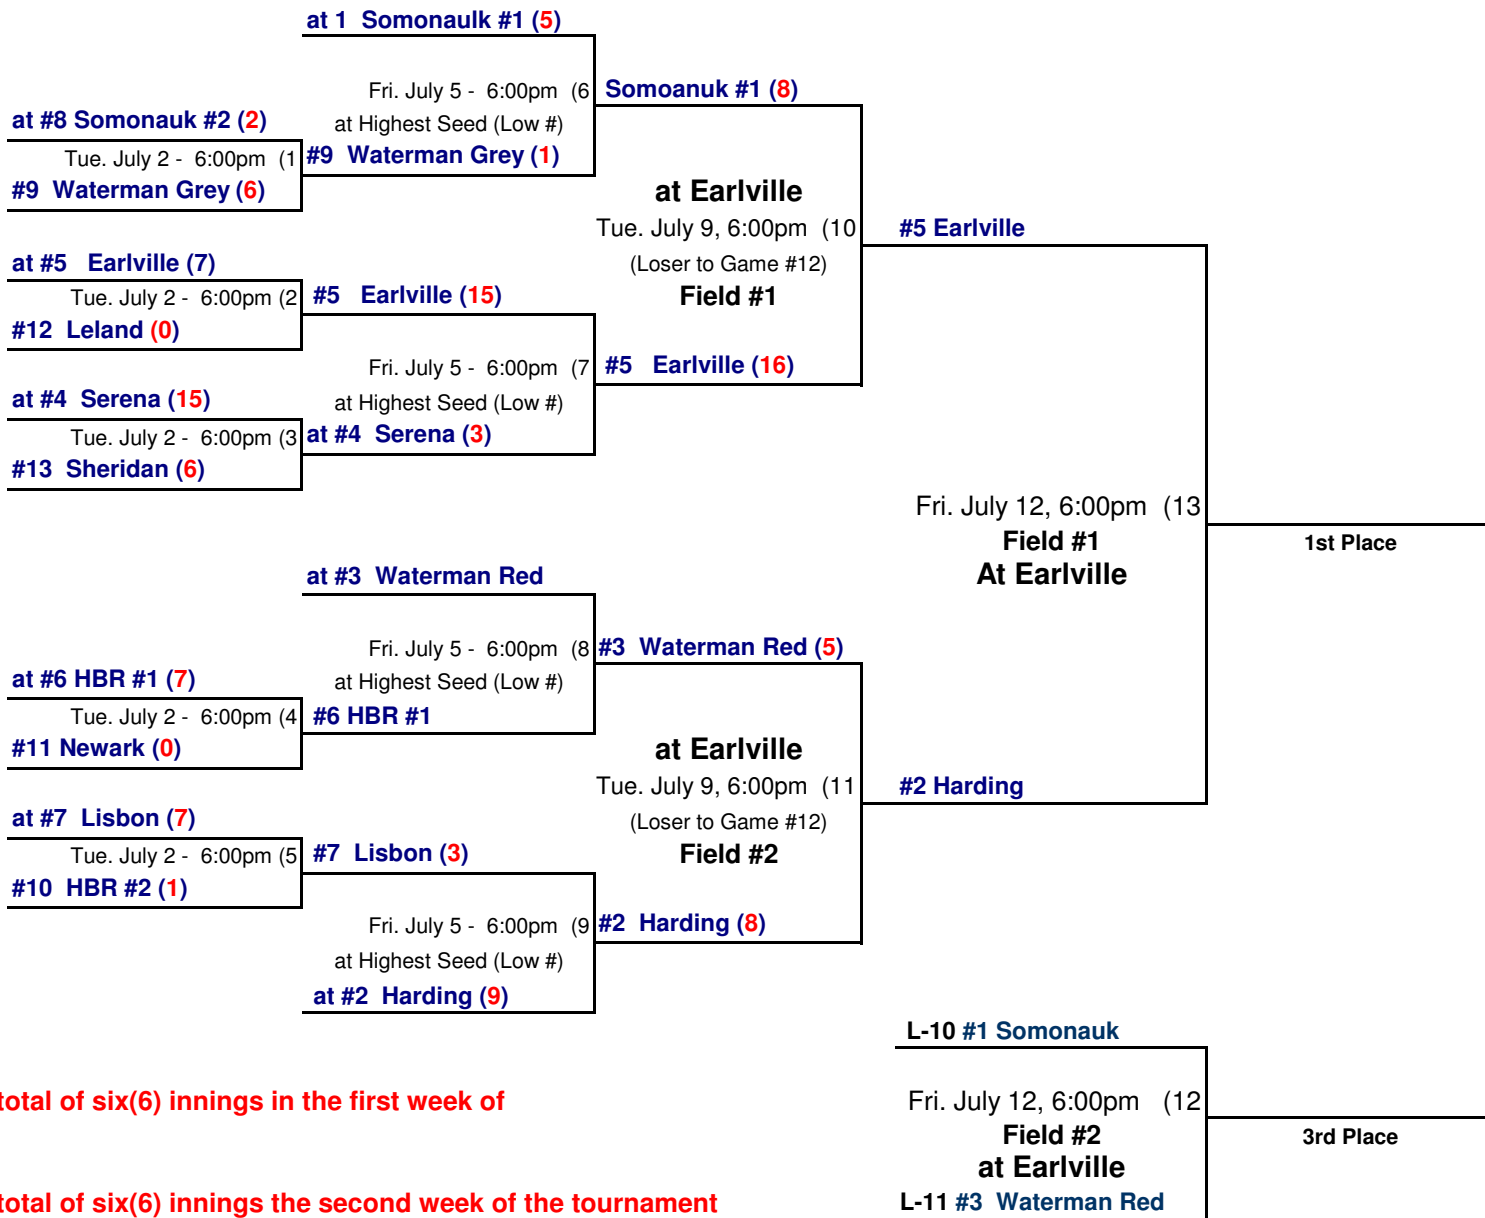 at 1 Somonaulk #1 (5)
Fri. July 5 - 6:00pm (6
Somoanuk #1 (8)
at #8 Somonauk #2 (2)
at Highest Seed (Low #)
Tue. July 2 - 6:00pm (1
#9 Waterman Grey (1)
#9 Waterman Grey (6)
at Earlville
Tue. July 9, 6:00pm (10
#5 Earlville
at #5 Earlville (7)
(Loser to Game #12)
Tue. July 2 - 6:00pm (2
#5 Earlville (15)
Field #1
#12 Leland (0)
Fri. July 5 - 6:00pm (7
#5 Earlville (16)
at #4 Serena (15)
at Highest Seed (Low #)
Tue. July 2 - 6:00pm (3
at #4 Serena (3)
#13 Sheridan (6)
Fri. July 12, 6:00pm (13
Field #1
1st Place
At Earlville
at #3 Waterman Red
Fri. July 5 - 6:00pm (8
#3 Waterman Red (5)
at #6 HBR #1 (7)
at Highest Seed (Low #)
Tue. July 2 - 6:00pm (4
#6 HBR #1
#11 Newark (0)
at Earlville
Tue. July 9, 6:00pm (11
#2 Harding
at #7 Lisbon (7)
(Loser to Game #12)
Tue. July 2 - 6:00pm (5
#7 Lisbon (3)
Field #2
#10 HBR #2 (1)
Fri. July 5 - 6:00pm (9
#2 Harding (8)
at Highest Seed (Low #)
at #2 Harding (9)
L-10 #1 Somonauk
total of six(6) innings in the first week of
Fri. July 12, 6:00pm (12
Field #2
3rd Place
at Earlville
total of six(6) innings the second week of the tournament
L-11 #3 Waterman Red